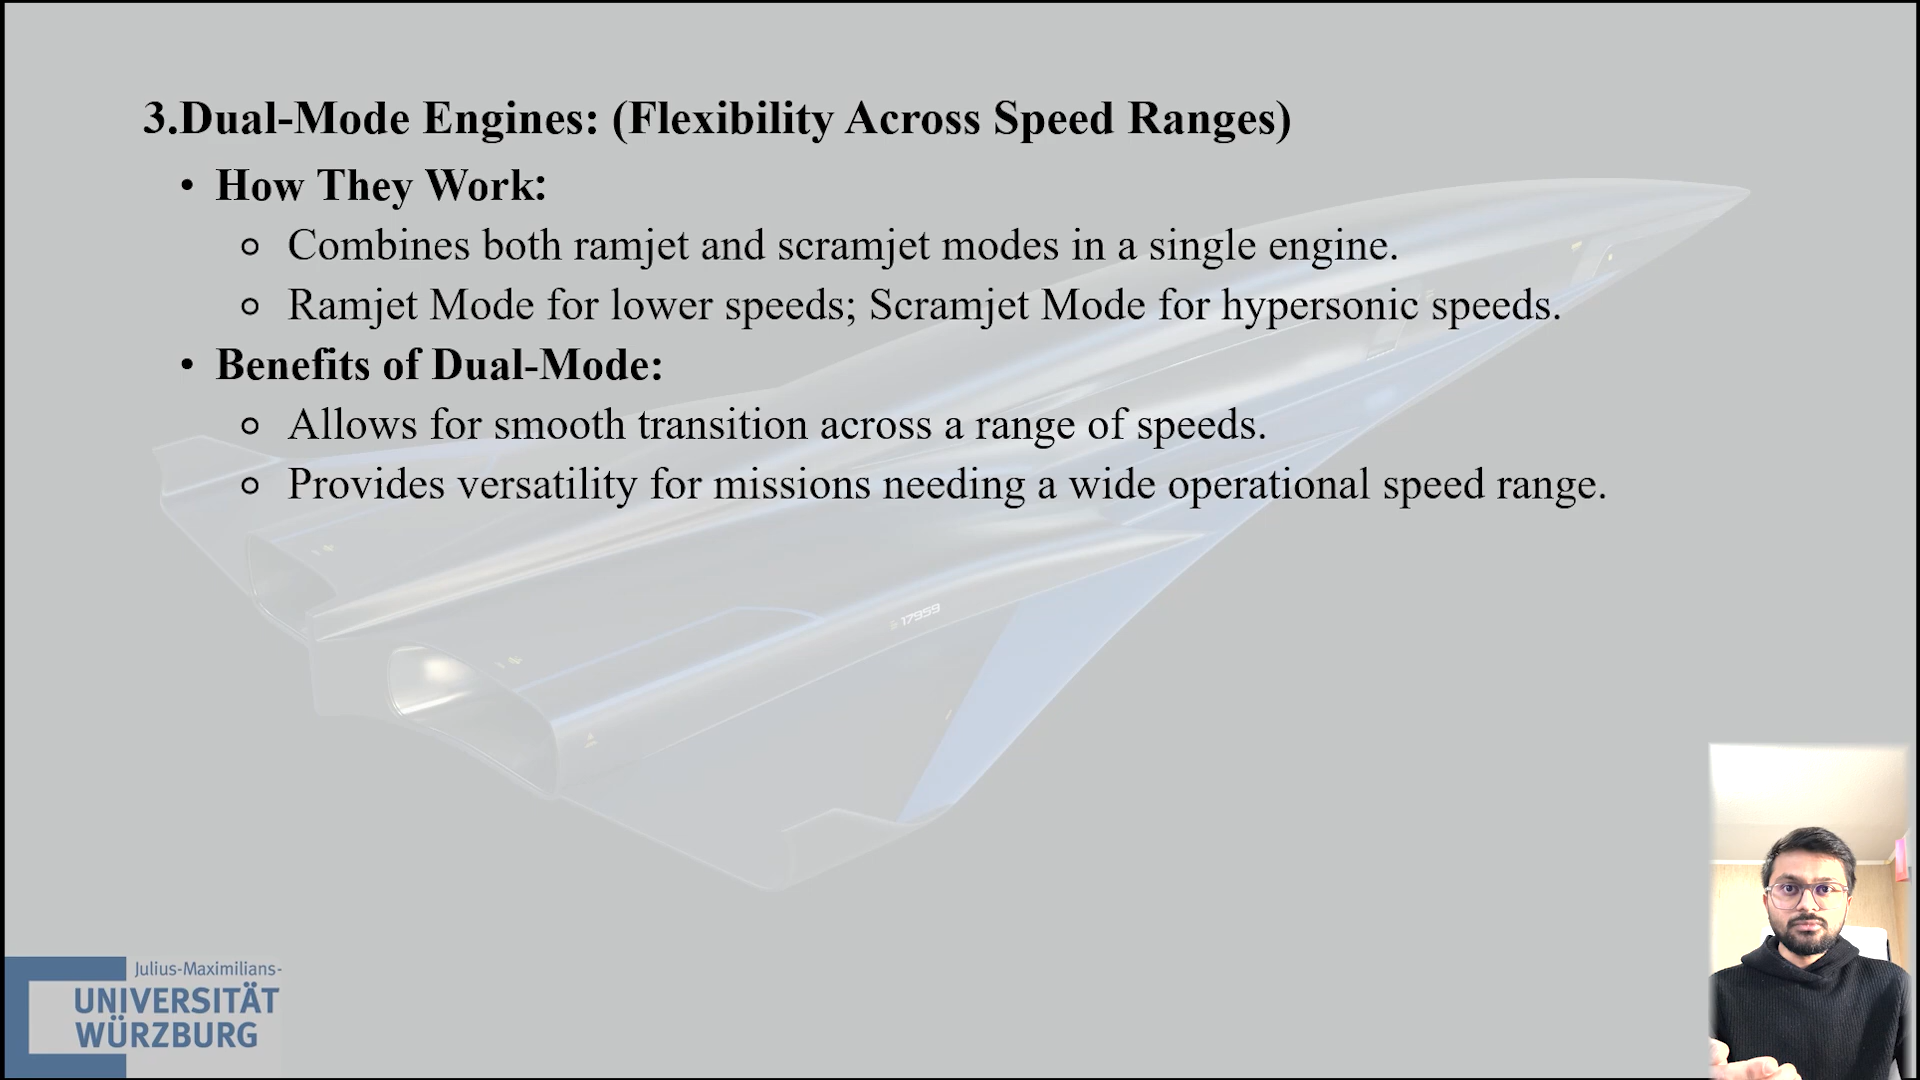 3.Dual-Mode Engines: (Flexibility Across Speed Ranges)
• How They Work:
Combines both ramjet and scramjet modes in a single engine.
Ramjet Mode for lower speeds; Scramjet Mode for hypersonic speeds.
• Benefits of Dual-Mode:
Allows for smooth transition across a range of speeds.
Provides versatility for missions needing a wide operational speed range.
17959
Julius-Maximilians-
UNIVERSITÄT
WÜRZBURG